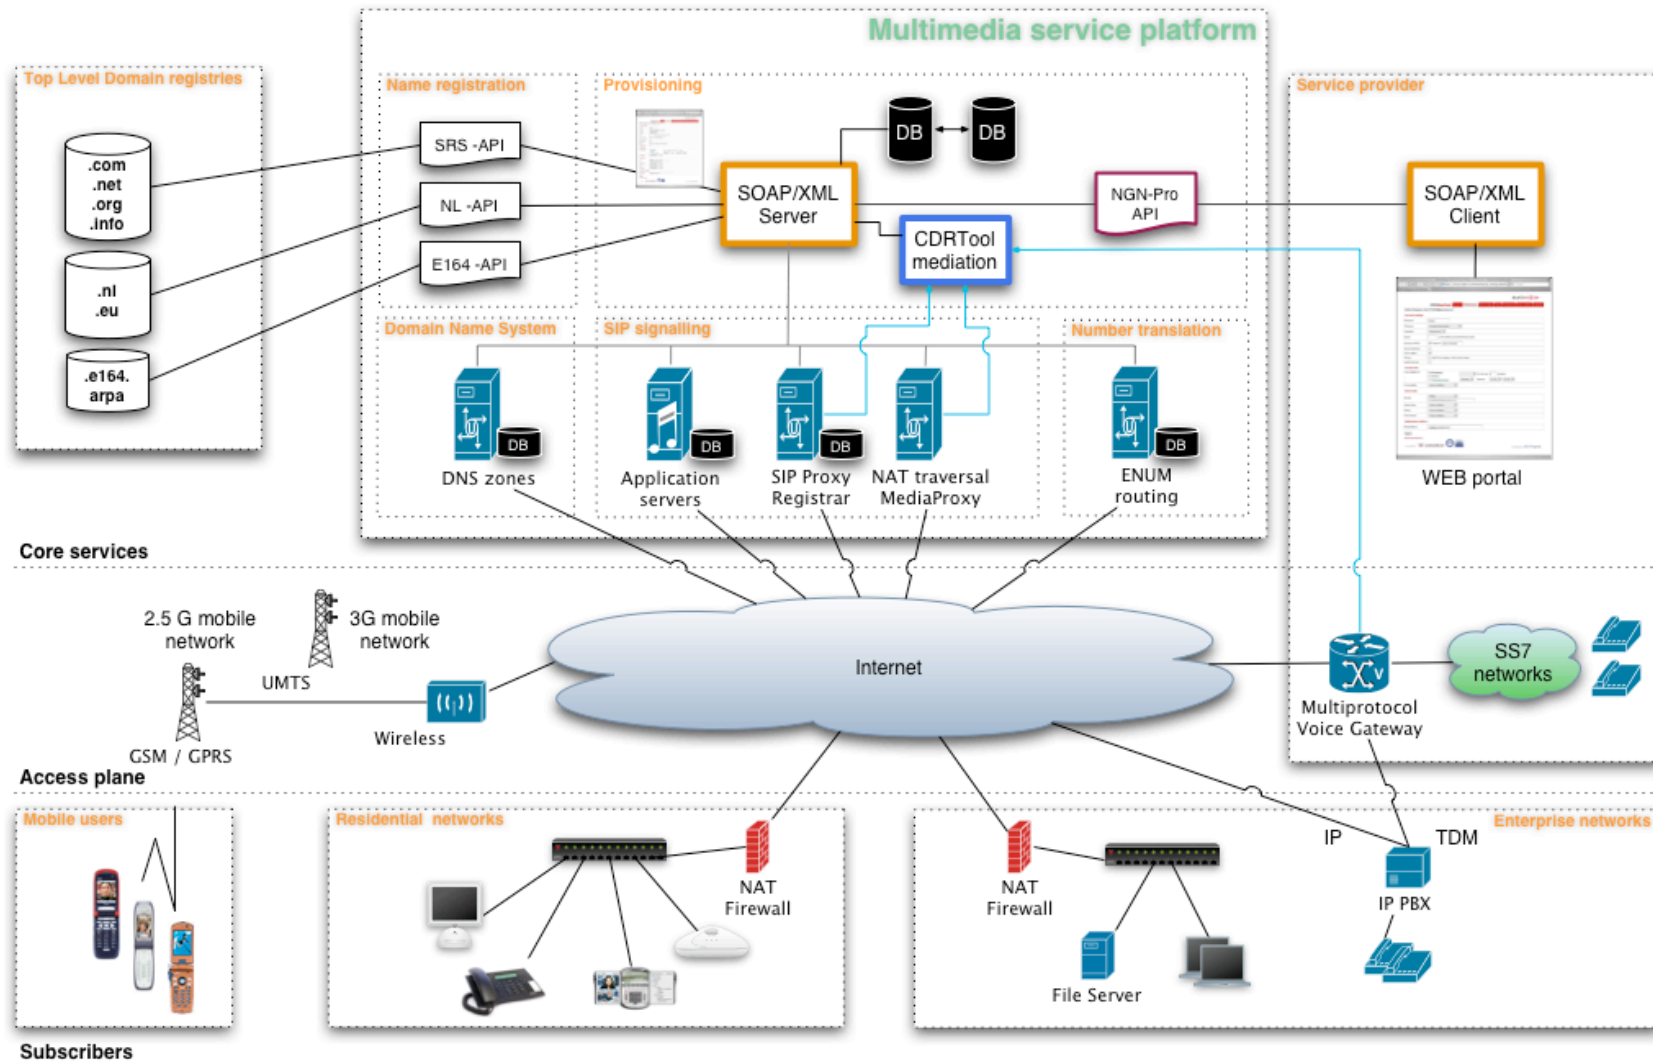 Multimedia service platform
Top Level Domain registries
Name registration
Provisioning
Service provider
.com
.net
.org
.info
SRS -API
DB
DB
SOAP/XML
Server
NGN-Pro
API
SOAP/XML
Client
NL -API
CDRTool
mediation
E164 -API
.nl
.eu
Domain Name System
SIP signalling
Number translation
.e164.
arpa
DB
DB
DB
DB
DNS zones
Application
servers
SIP Proxy
Registrar
NAT traversal
MediaProxy
ENUM
routing
WEB portal
Core services
2.5 G mobile
network
3G mobile
network
UMTS
GSM / GPRS
Wireless
Internet
V
SS7
networks
Multiprotocol
Voice Gateway
Access plane
Mobile users
Residential networks
Enterprise networks
IP
TDM
NAT
Firewall
NAT
Firewall
IP PBX
File Server
Subscribers